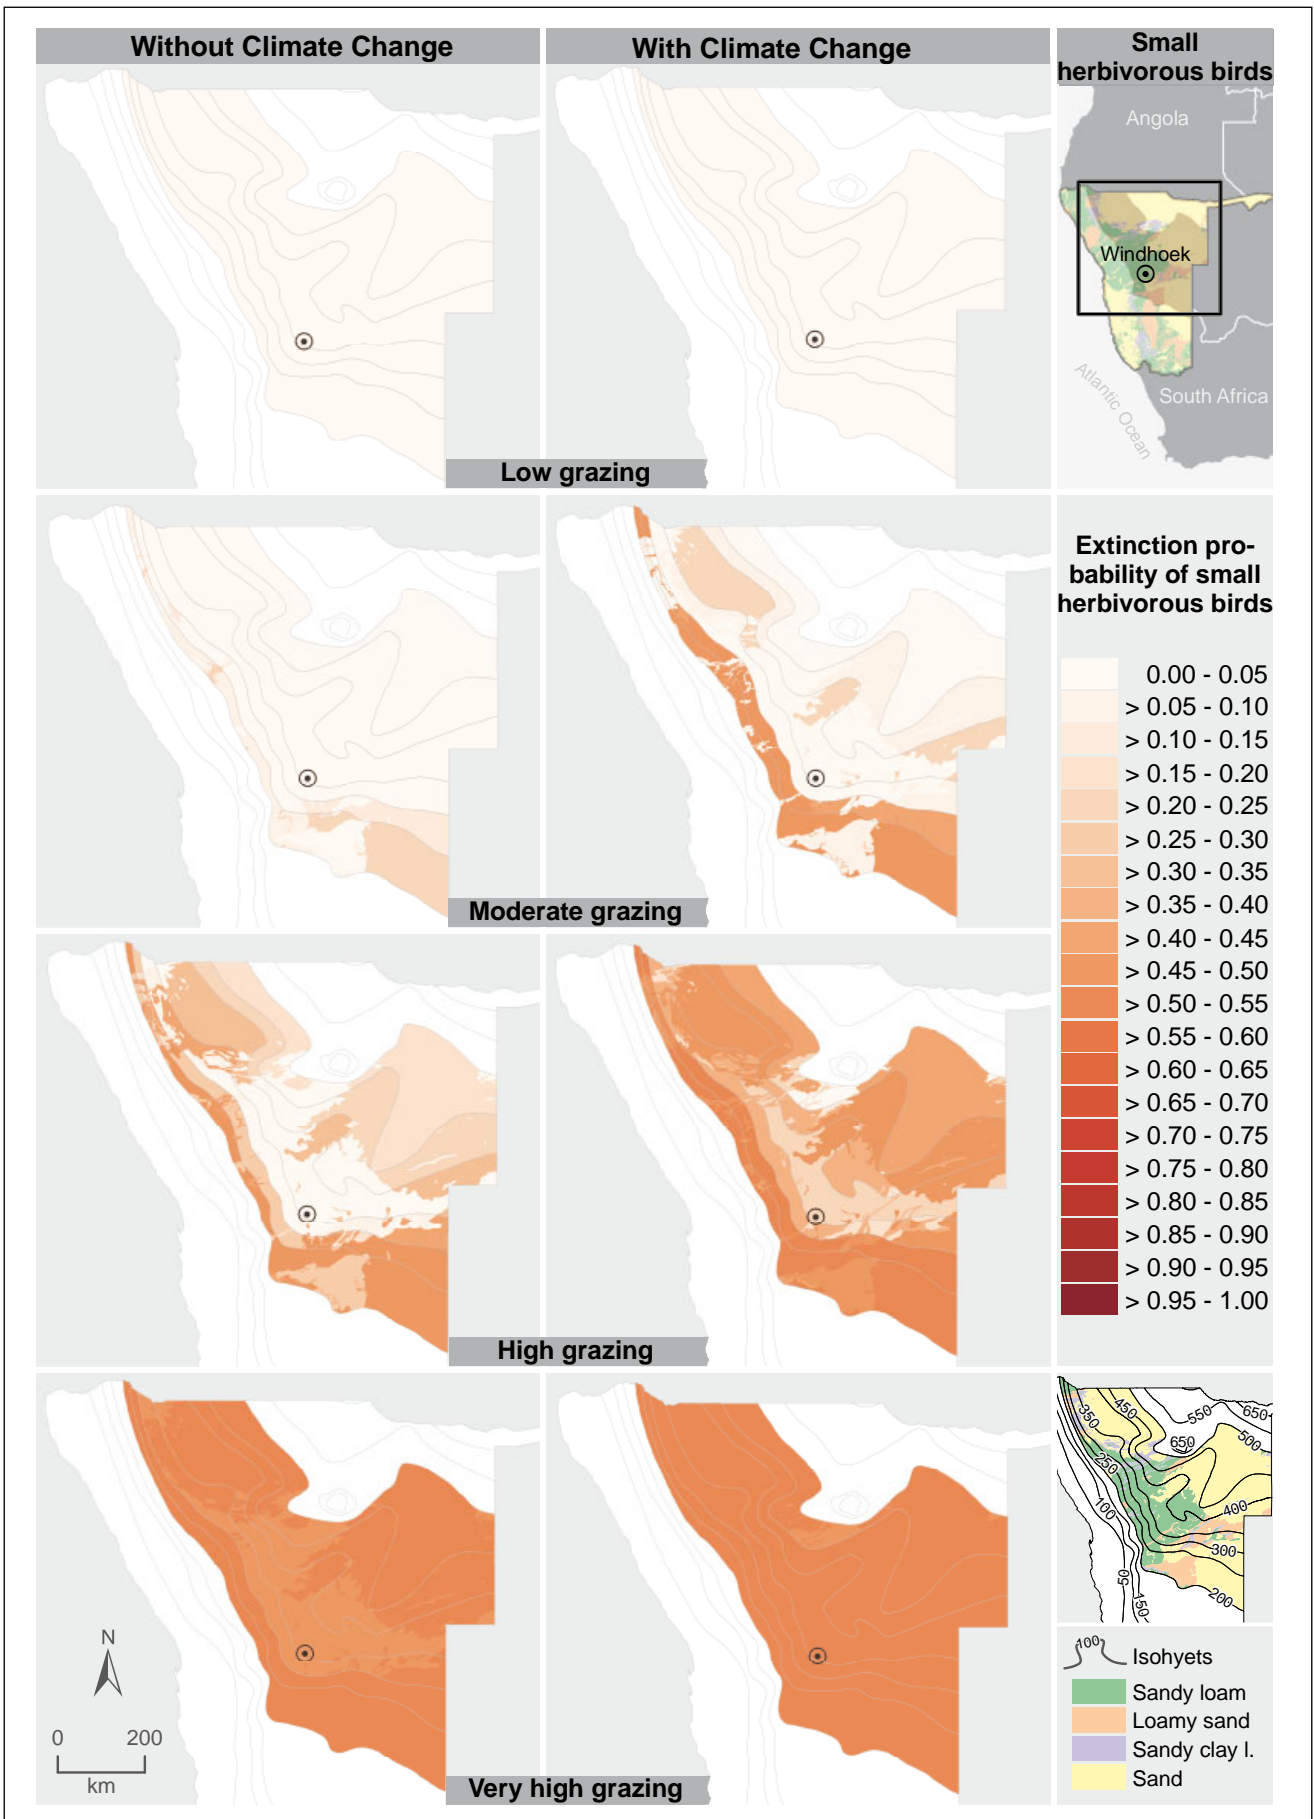 Without Climate Change
With Climate Change
Small
herbivorous birds
Angola
Windhoek
Atlantic Ocean
South Africa
Low grazing
Extinction pro-
bability of small
herbivorous birds
0.00 - 0.05
> 0.05 - 0.10
> 0.10 - 0.15
> 0.15 - 0.20
> 0.20 - 0.25
> 0.25 - 0.30
> 0.30 - 0.35
> 0.35 - 0.40
> 0.40 - 0.45
> 0.45 - 0.50
> 0.50 - 0.55
> 0.55 - 0.60
> 0.60 - 0.65
> 0.65 - 0.70
> 0.70 - 0.75
> 0.75 - 0.80
> 0.80 - 0.85
> 0.85 - 0.90
> 0.90 - 0.95
> 0.95 - 1.00
Moderate grazing
High grazing
350
450
550
650
500
650
250
100
400
300
50
150
200
N
0 200
km
100
Isohyets
Sandy loam
Loamy sand
Sandy clay l.
Sand
Very high grazing